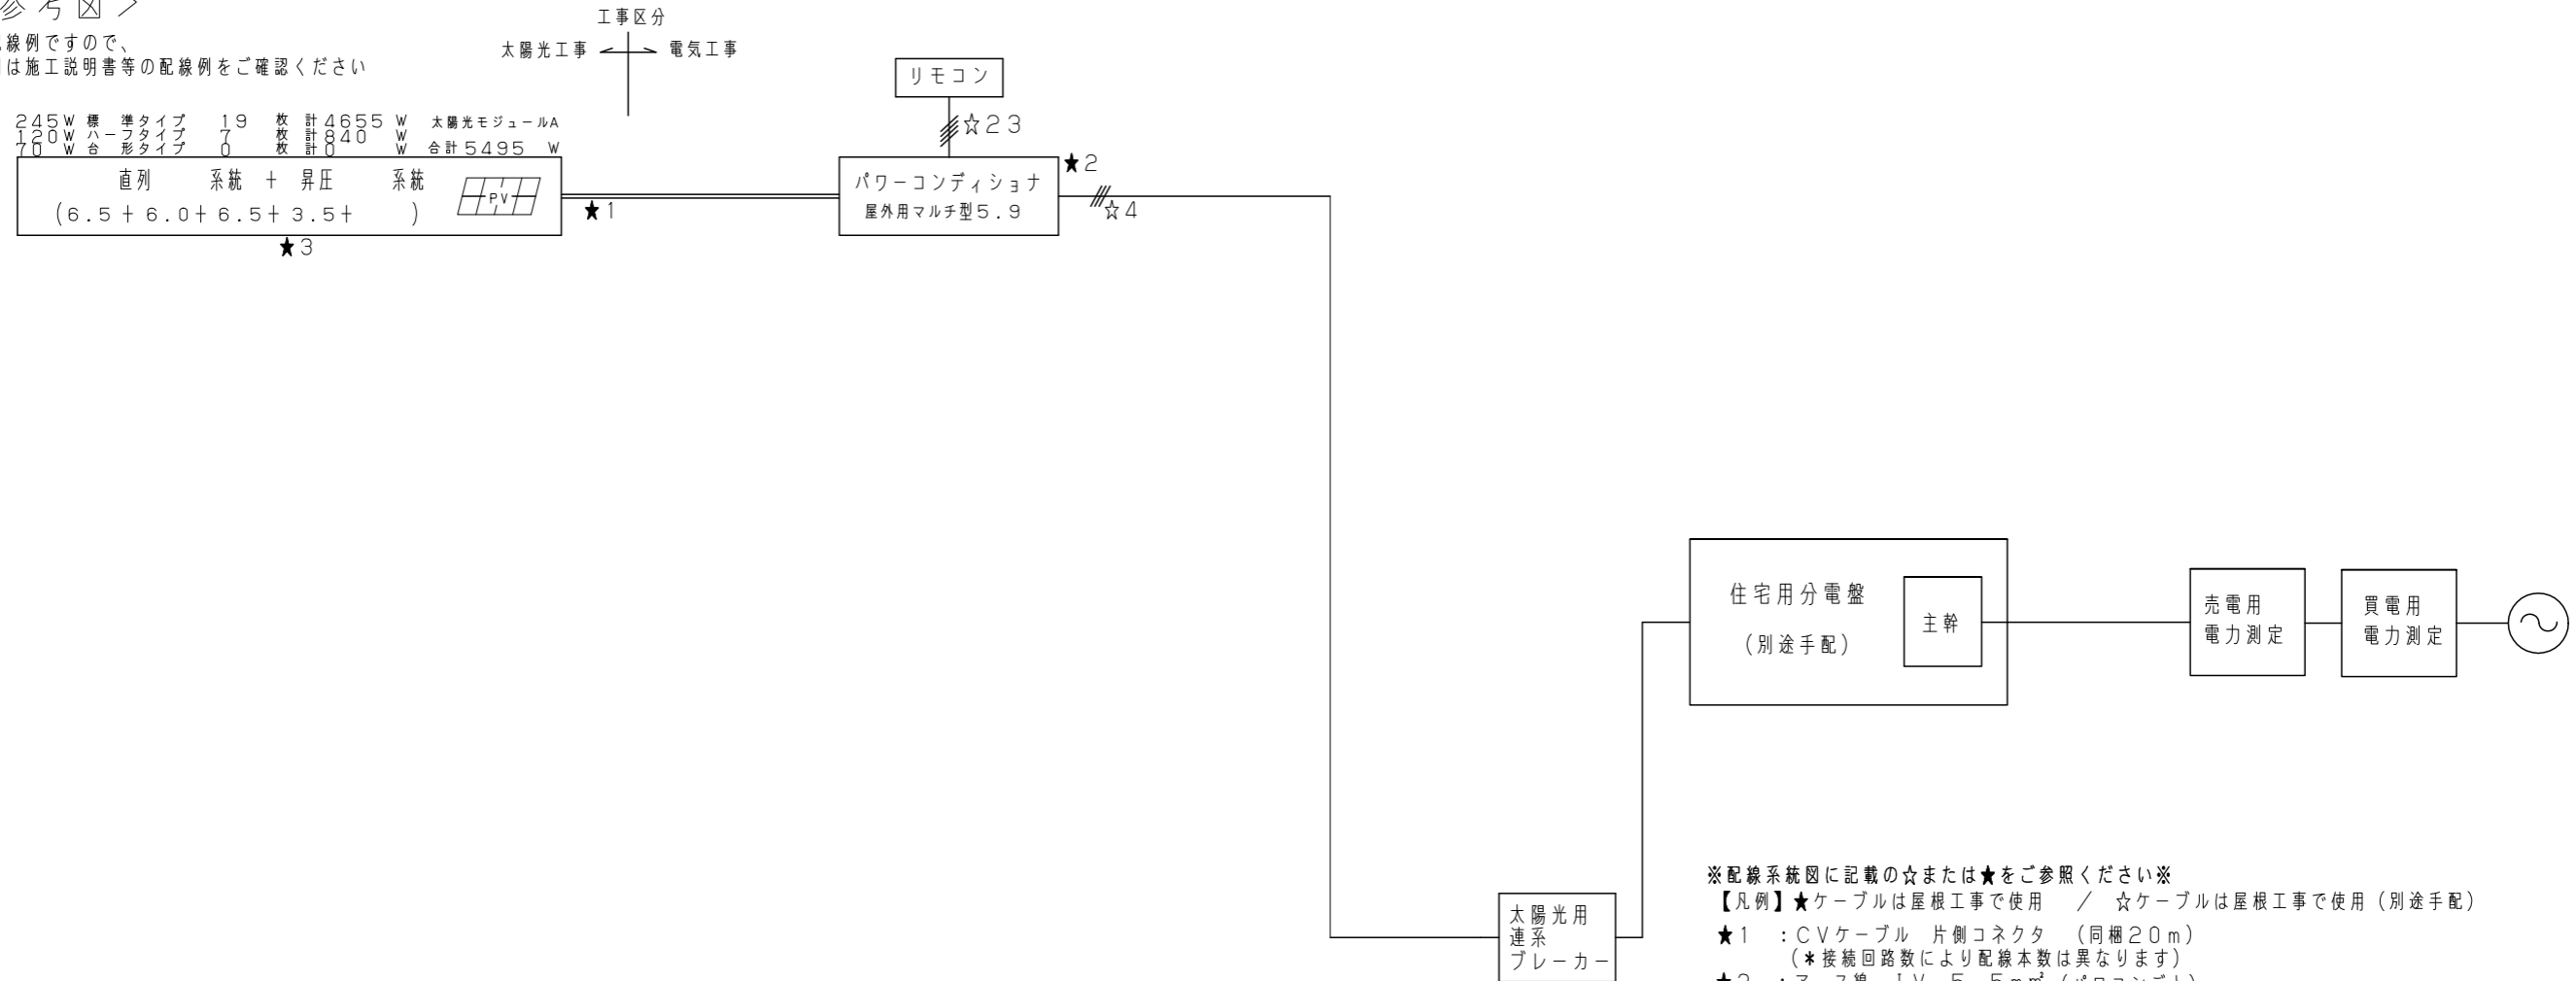 参考図＞
線例ですので、
は施工説明書等の配線例をご確認ください
工事区分
太陽光工事 電気工事
リモコン
☆23
245W 標 準タイプ 19 枚 計4655 W 太陽光モジュールA
120W ハーフタイプ 7 枚 計840 W
70 W 台 形タイプ 0 枚 計0 W 合計5495 W
直列 系統 + 昇圧 系統
(6.5+6.0+6.5+3.5+ )
PV
★1
★3
パワーコンディショナ
屋外用マルチ型5.9
★2
☆4
住宅用分電盤
(別途手配)
主幹
売電用
電力測定
買電用
電力測定
太陽光用
連系
ブレーカー
※配線系統図に記載の☆または★をご参照ください※
【凡例】★ケーブルは屋根工事で使用 / ☆ケーブルは屋根工事で使用(別途手配)
★1 :CVケーブル 片側コネクタ (同梱20m)
(*接続回路数により配線本数は異なります)